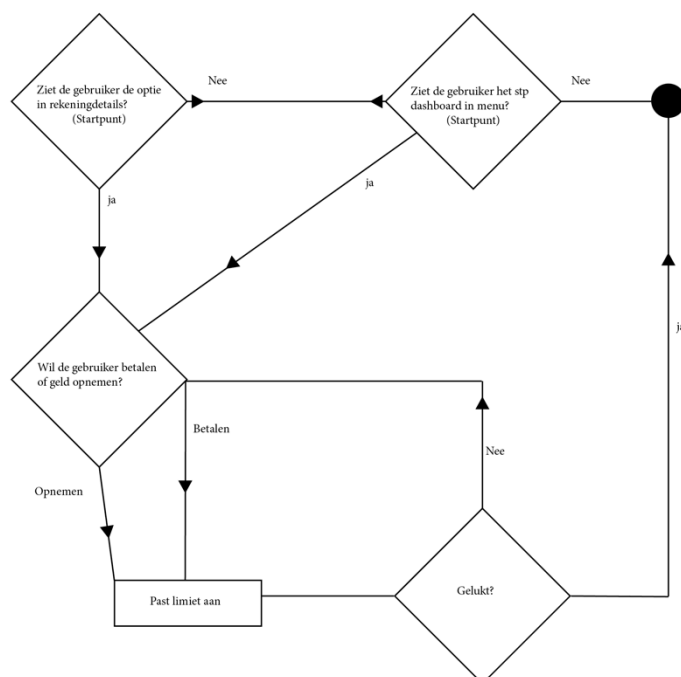 Ziet de gebruiker de optie
in rekeningdetails?
(Startpunt)
Nee
Ziet de gebruiker het stp
dashboard in menu?
(Startpunt)
Nee
ja
ja
ja
Wil de gebruiker betalen
of geld opnemen?
Betalen
Nee
Opnemen
Past limiet aan
Gelukt?